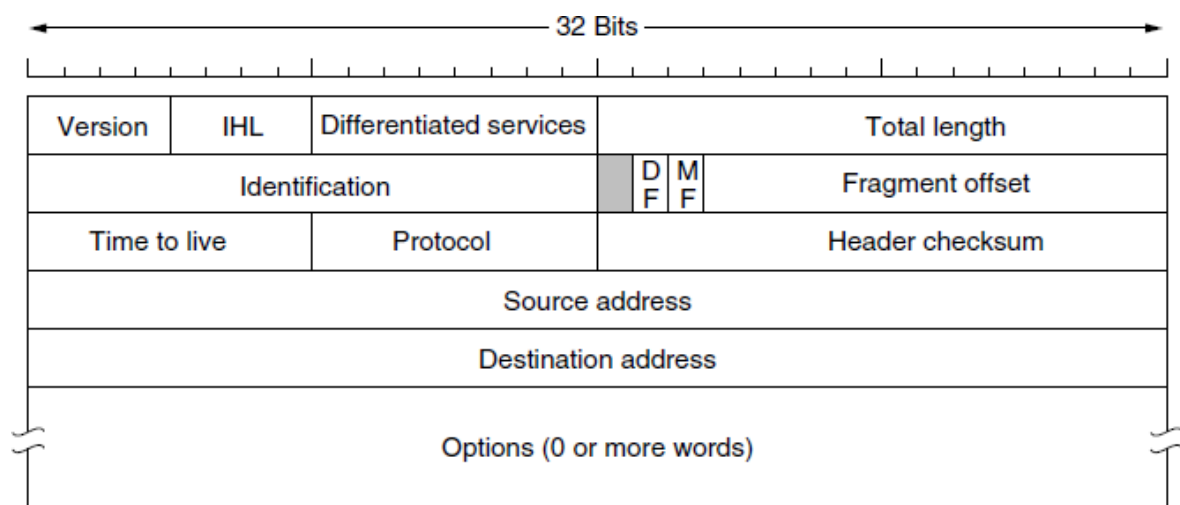 32 Bits
Version IHL Differentiated services Total length
Identification D F M F Fragment offset
Time to live Protocol Header checksum
Source address
Destination address
Options (0 or more words)